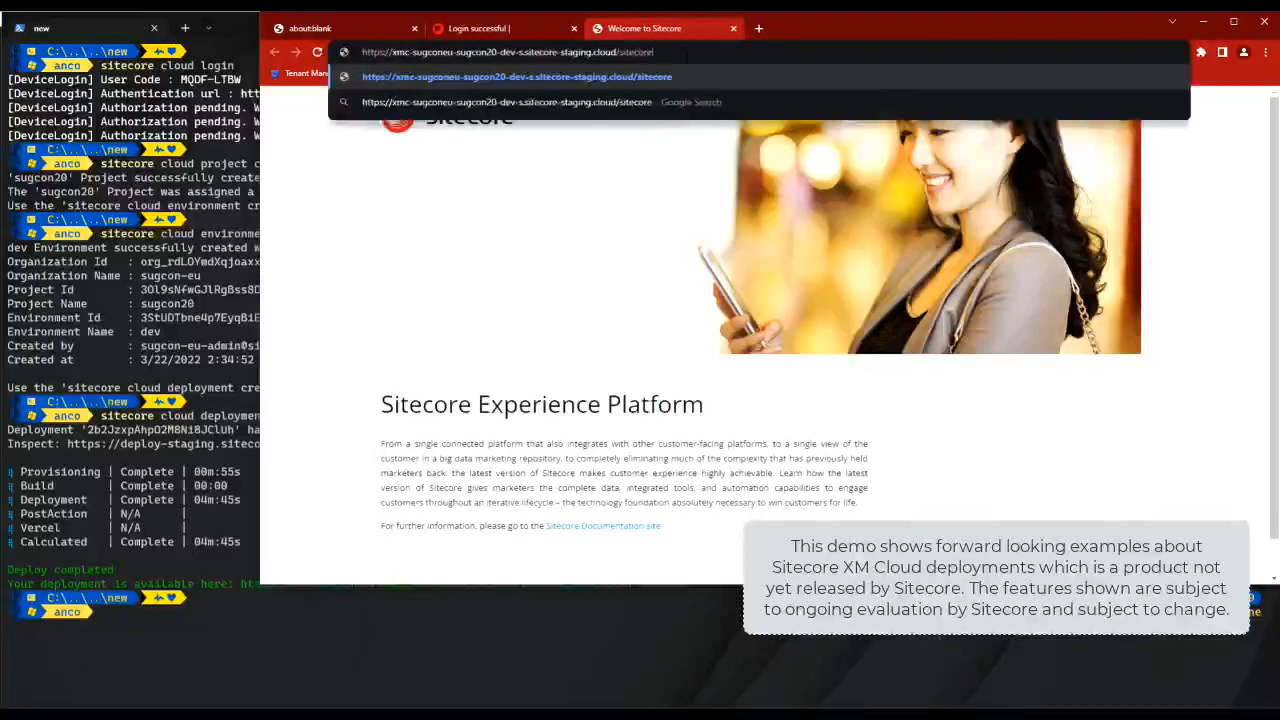 new
about:blank
Login successful |
Welcome to Sitecore
C:\..\..\new
anco sitecore cloud login
[DeviceLogin] User Code : MQDF-LTBW
[DeviceLogin] Authentication url : htt
[DeviceLogin] Authorization pending. W
[DeviceLogin] Authorization pending. W
[DeviceLogin] Authorization pending. W
C:\..\..\new
anco sitecore cloud project c
'sugcon20' Project successfully create
The 'sugcon20' Project was assigned a
Use the 'sitecore cloud environment cr
C:\..\..\new
anco sitecore cloud environme
dev Environment successfully created w
Organization Id :
Organization Name : sugcon-eu
Project Id :
Project Name : sugcon20
Environment Id :
Environment Name : dev
Created by : sugcon-eu-admin@si
Created at : 3/22/2022 2:34:52
Use the 'sitecore cloud deployment cre
C:\..\..\new
anco sitecore cloud deploymen
Deployment ha
Inspect: https://deploy-staging.siteco
Provisioning | Complete | 00m:55s
Build | Complete | 00:00
Deployment | Complete | 04m:45s
PostAction | N/A |
Vercel | N/A |
Calculated | Complete | 04m:45s
Deploy completed
Your deployment is available here: htt
C:\..\..\new
anco
https://xmc-sugconeu-sugcon20-dev-s.sitecore-staging.cloud/sitecore
Tenant Man
https://xmc-sugconeu-sugcon20-dev-s.sitecore-staging.cloud/sitecore
https://xmc-sugconeu-sugcon20-dev-s.sitecore-staging.cloud/sitecore Google Search
Sitecore
Sitecore Experience Platform
From a single connected platform that also integrates with other customer-facing platforms, to a single view of the
customer in a big data marketing repository, to completely eliminating much of the complexity that has previously held
marketers back, the latest version of Sitecore makes customer experience highly achievable. Learn how the latest
version of Sitecore gives marketers the complete data, integrated tools, and automation capabilities to engage
customers throughout an iterative lifecycle – the technology foundation absolutely necessary to win customers for life.
For further information, please go to the Sitecore Documentation site
This demo shows forward looking examples about
Sitecore XM Cloud deployments which is a product not
yet released by Sitecore. The features shown are subject
to ongoing evaluation by Sitecore and subject to change.